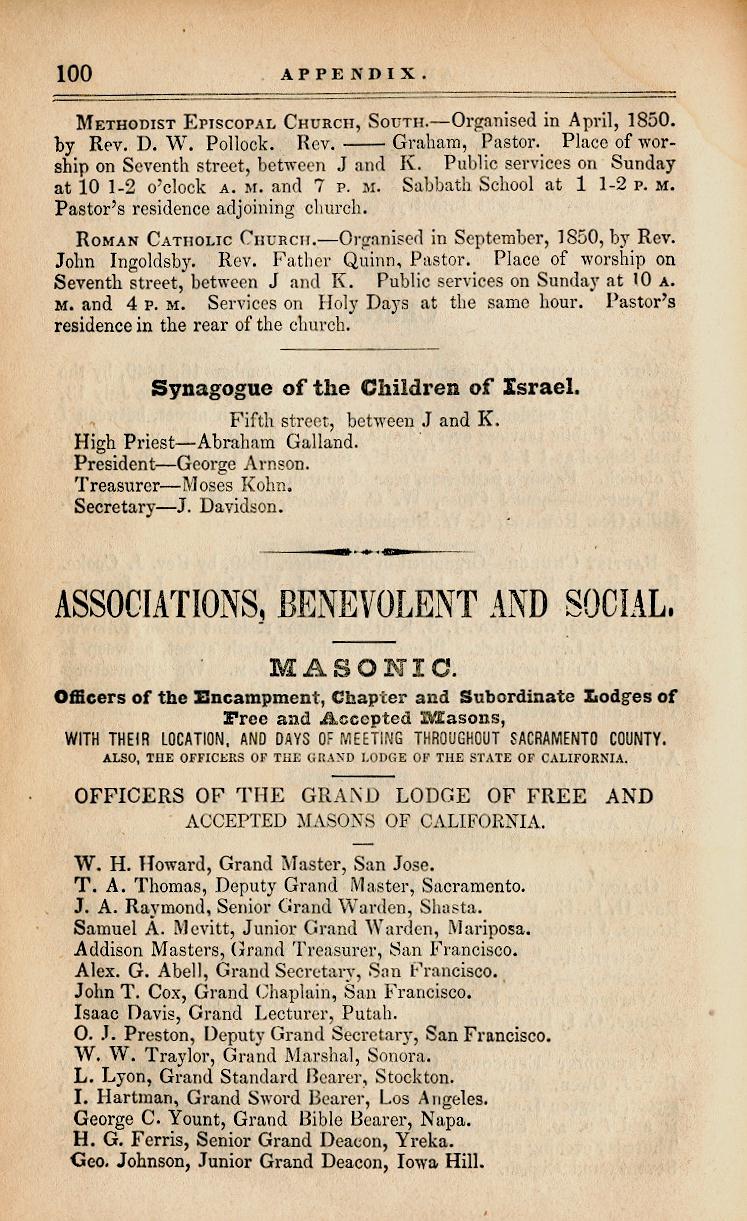 100 APPENDIX.
METHODIST EPISCOPAL CHURCH, SOUTH.—Organised in April, 1850.
by Rev. D. W. Pollock. Rev. —— Graham, Pastor. Place of wor-
ship on Seventh street, between J and K. Public services on Sunday
at 10 1-2 o'clock A. M. and 7 P. M. Sabbath School at 1 1-2 P. M.
Pastor's residence adjoining church.
ROMAN CATHOLIC CHURCH.—Organised in September, 1850, by Rev.
John Ingoldsby. Rev. Father Quinn, Pastor. Place of worship on
Seventh street, between J and K. Public services on Sunday at 10 A.
M. and 4 P. M. Services on Holy Days at the same hour. Pastor's
residence in the rear of the church.
Synagogue of the Children of Israel.
Fifth street, between J and K.
High Priest—Abraham Galland.
President—George Arnson.
Treasurer—Moses Kohn.
Secretary—J. Davidson.
ASSOCIATIONS, BENEVOLENT AND SOCIAL.
MASONIC.
Officers of the Encampment, Chapter and Subordinate Lodges of
Free and Accepted Masons,
WITH THEIR LOCATION, AND DAYS OF MEETING THROUGHOUT SACRAMENTO COUNTY.
ALSO, THE OFFICERS OF THE GRAND LODGE OF THE STATE OF CALIFORNIA.
OFFICERS OF THE GRAND LODGE OF FREE AND
ACCEPTED MASONS OF CALIFORNIA.
W. H. Howard, Grand Master, San Jose.
T. A. Thomas, Deputy Grand Master, Sacramento.
J. A. Raymond, Senior Grand Warden, Shasta.
Samuel A. Mevitt, Junior Grand Warden, Mariposa.
Addison Masters, Grand Treasurer, San Francisco.
Alex. G. Abell, Grand Secretary, San Francisco.
John T. Cox, Grand Chaplain, San Francisco.
Isaac Davis, Grand Lecturer, Putah.
O. J. Preston, Deputy Grand Secretary, San Francisco.
W. W. Traylor, Grand Marshal, Sonora.
L. Lyon, Grand Standard Bearer, Stockton.
I. Hartman, Grand Sword Bearer, Los Angeles.
George C. Yount, Grand Bible Bearer, Napa.
H. G. Ferris, Senior Grand Deacon, Yreka.
Geo. Johnson, Junior Grand Deacon, Iowa Hill.